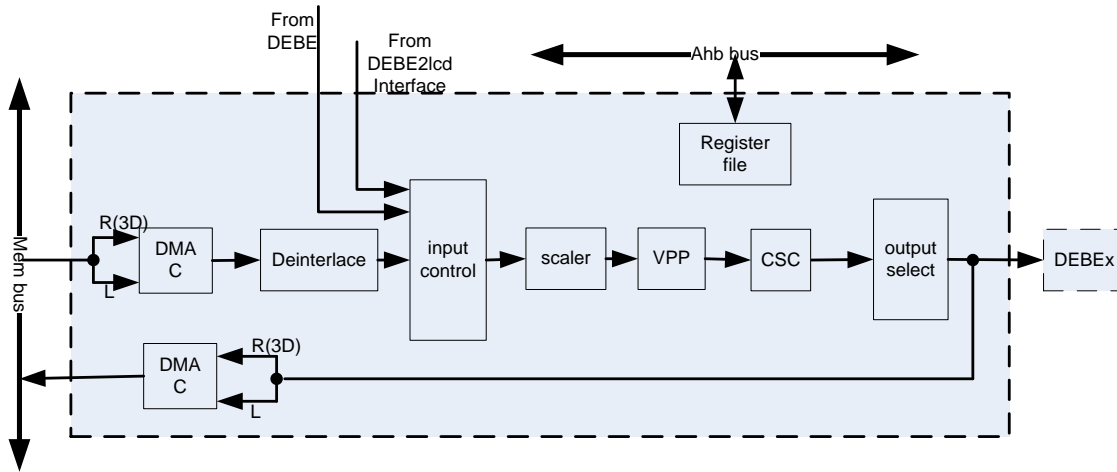 From
DEBE
From
DEBE2lcd
Interface
Ahb bus
Register
file
Mem bus
R(3D)
L
DMA
C
Deinterlace
input
control
scaler
VPP
CSC
output
select
DEBEx
DMA
C
R(3D)
L